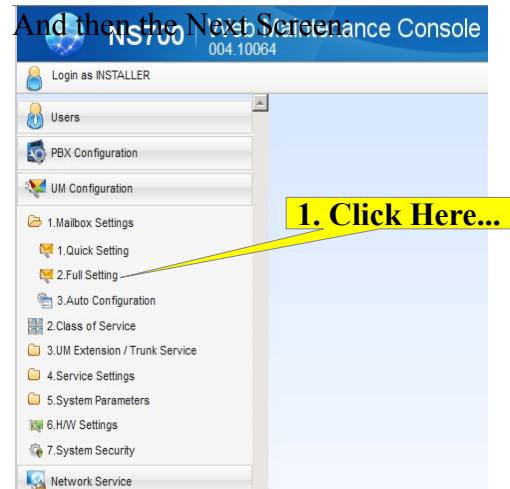 And then the Next Screen:
NS700 Web Maintenance Console
004.10064
Login as INSTALLER
Users
PBX Configuration
UM Configuration
1.Mailbox Settings
1. Click Here...
1.Quick Setting
2.Full Setting
3.Auto Configuration
2.Class of Service
3.UM Extension / Trunk Service
4.Service Settings
5.System Parameters
6.H/W Settings
7.System Security
Network Service